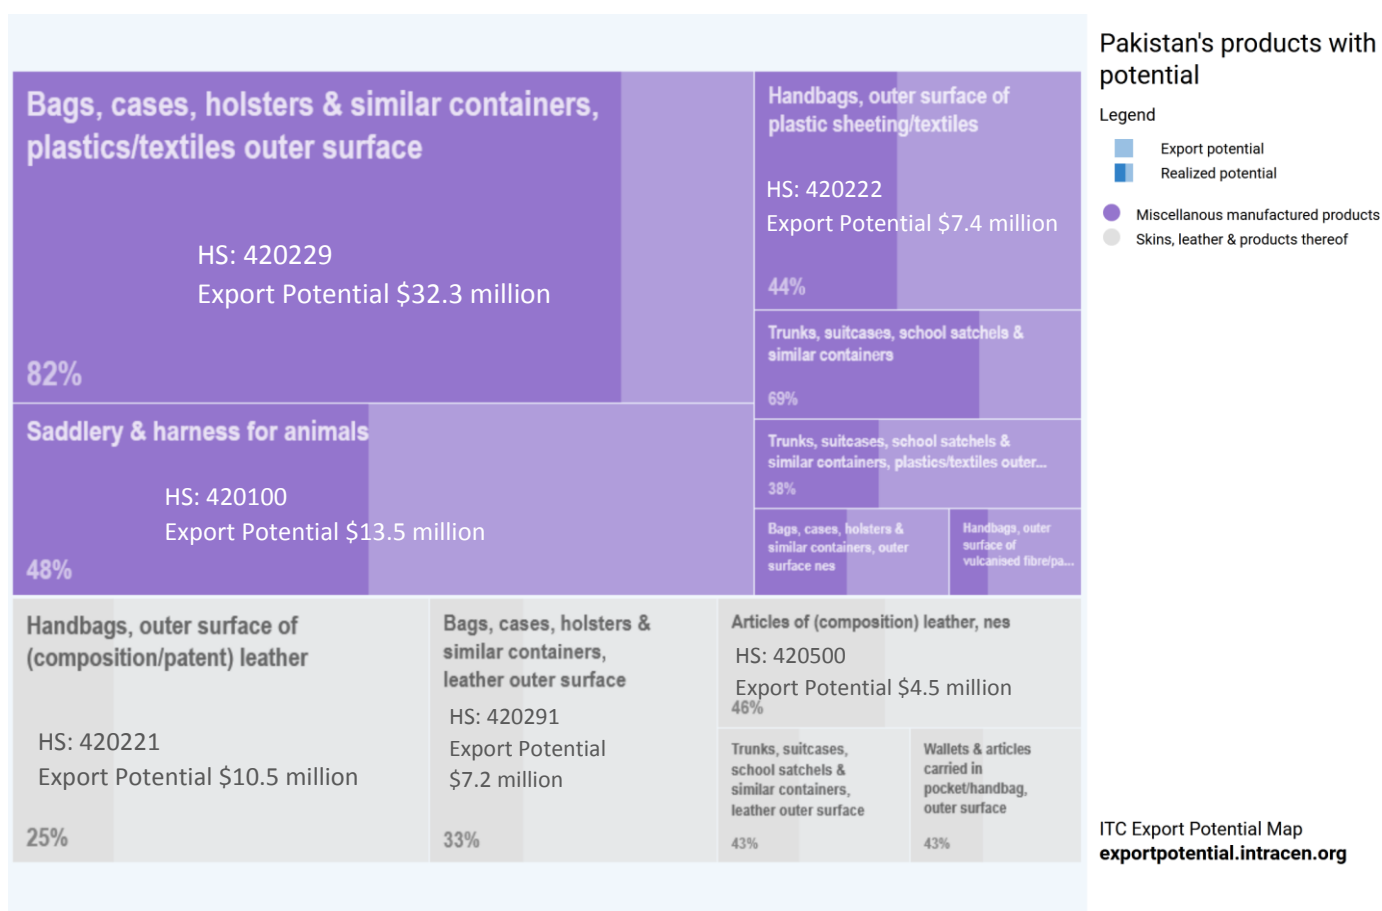 Bags, cases, holsters & similar containers,
plastics/textiles outer surface
HS: 420229
Export Potential $32.3 million
82%
Saddlery & harness for animals
HS: 420100
Export Potential $13.5 million
48%
Handbags, outer surface of
plastic sheeting/textiles
HS: 420222
Export Potential $7.4 million
44%
Trunks, suitcases, school satchels &
similar containers
69%
Trunks, suitcases, school satchels &
similar containers, plastics/textiles outer...
38%
Bags, cases, holsters &
similar containers, outer
surface nes
Handbags, outer
surface of
vulcanised fibre/pa...
Handbags, outer surface of
(composition/patent) leather
HS: 420221
Export Potential $10.5 million
25%
Bags, cases, holsters &
similar containers,
leather outer surface
HS: 420291
Export Potential
$7.2 million
33%
Articles of (composition) leather, nes
HS: 420500
Export Potential $4.5 million
46%
Trunks, suitcases,
school satchels &
similar containers,
leather outer surface
43%
Wallets & articles
carried in
pocket/handbag,
outer surface
43%
Pakistan's products with
potential
Legend
Export potential
Realized potential
Miscellanous manufactured products
Skins, leather & products thereof
ITC Export Potential Map
exportpotential.intracen.org